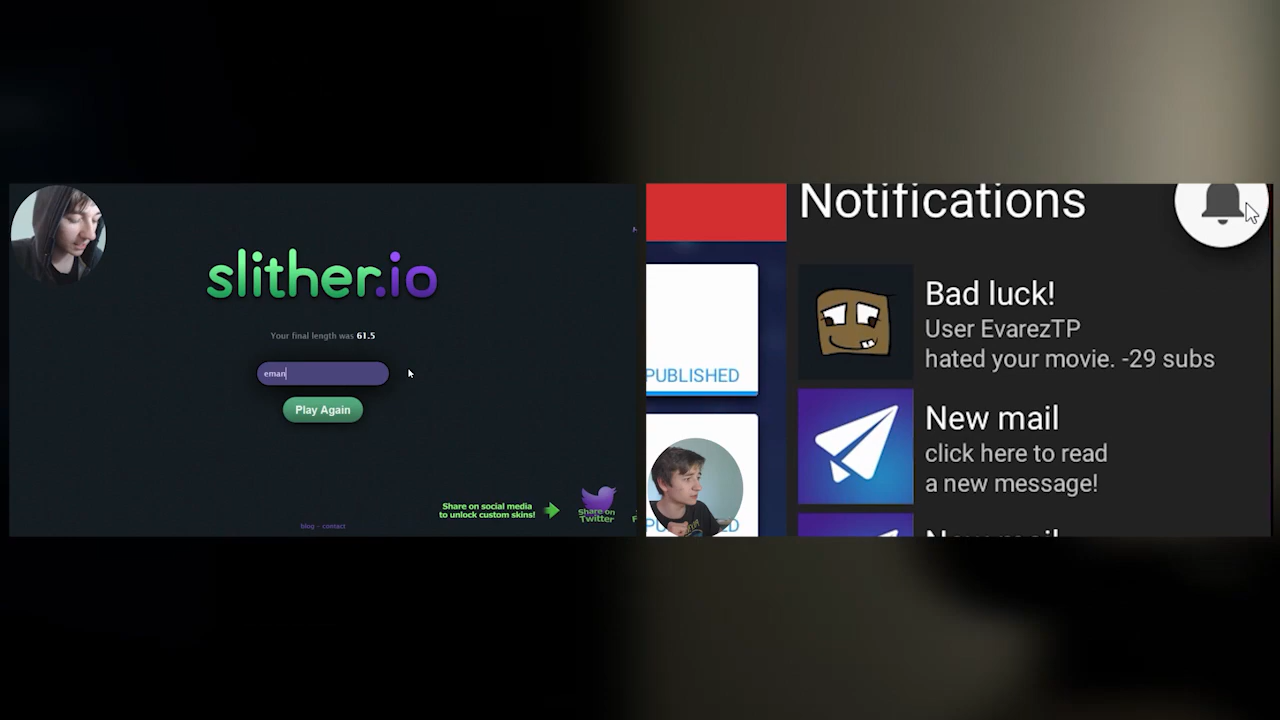 slither.io
Your final length was 61.5
eman
Play Again
Share on social media
to unlock custom skins!
Share on
Twitter
blog - contact
Notifications
Bad luck!
User EvarezTP
hated your movie. -29 subs
PUBLISHED
New mail
click here to read
a new message!
New mail